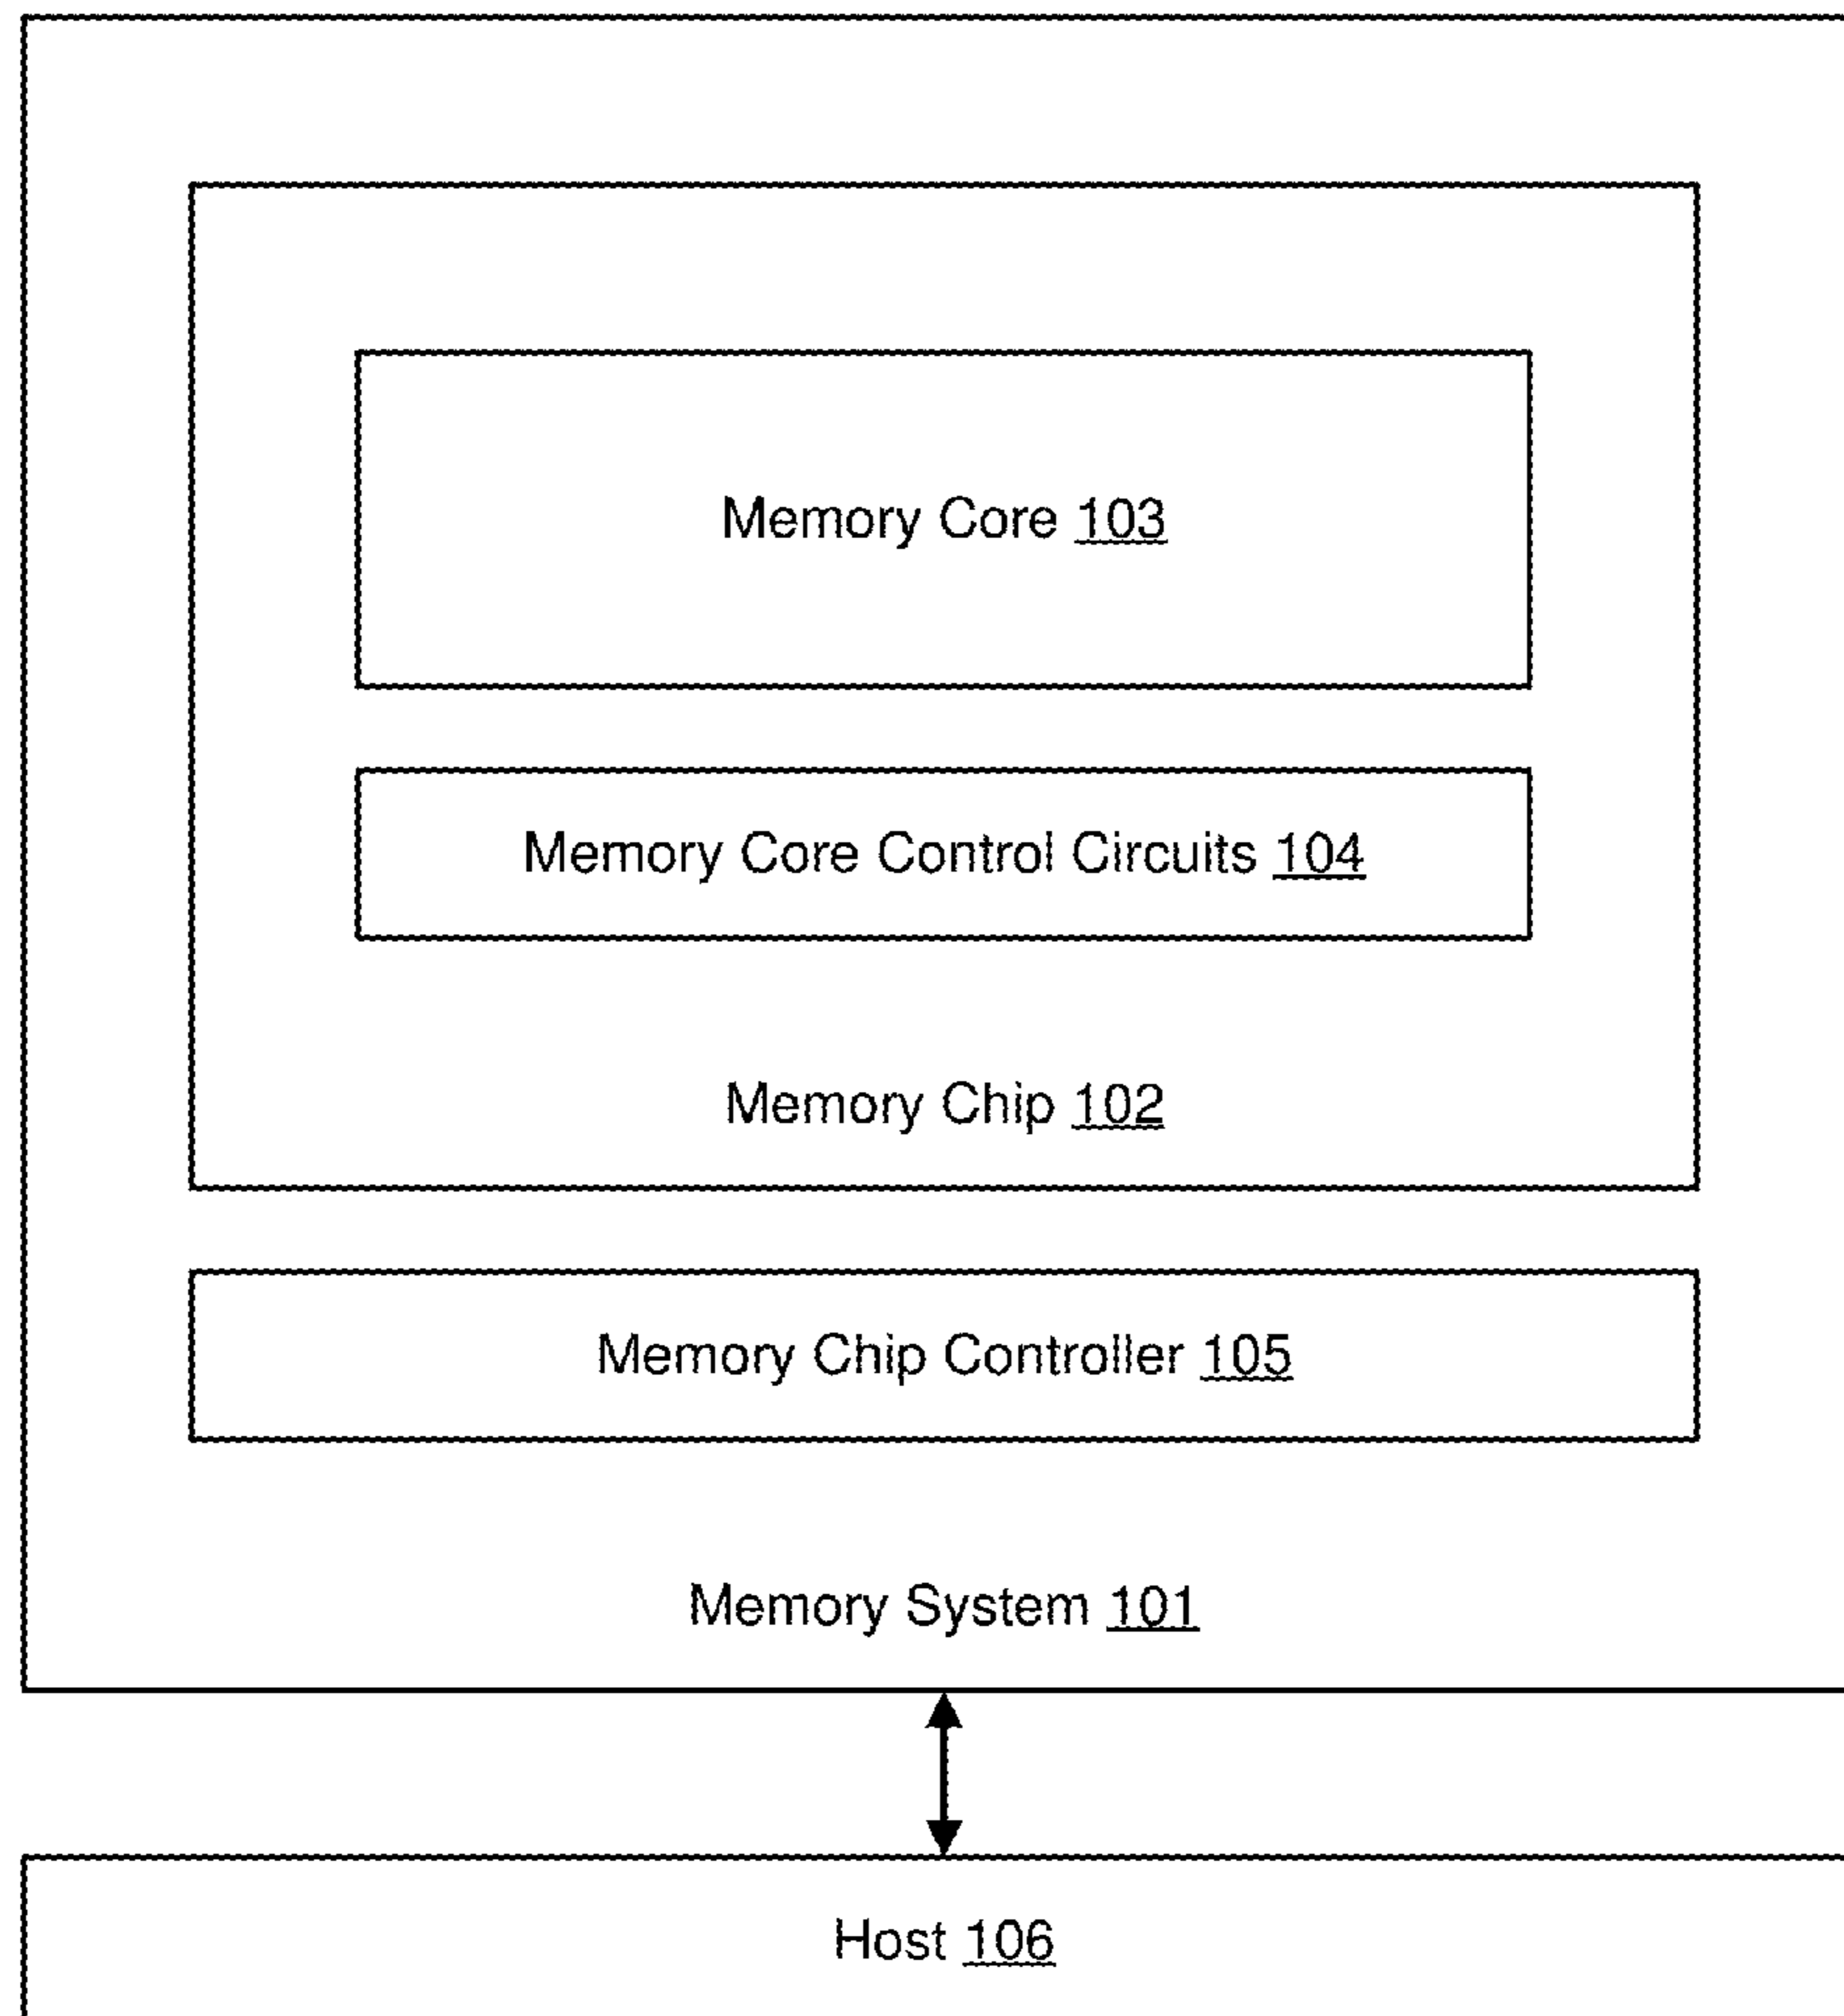 Memory Core 103
Memory Core Control Circuits 104
Memory Chip 102
Memory Chip Controller 105
Memory System 101
Host 106